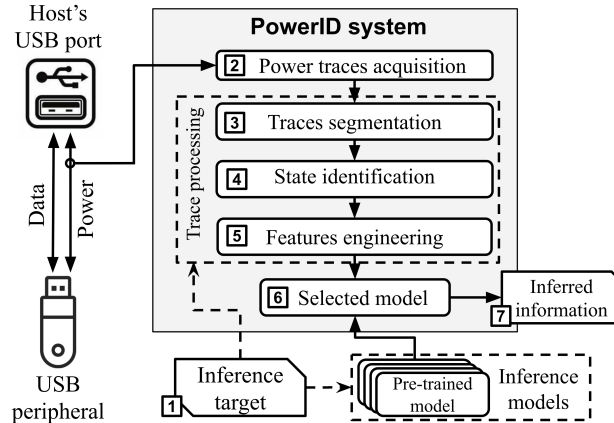 Host's
USB port
PowerID system
2 Power traces acquisition
Trace processing
3 Traces segmentation
4 State identification
5 Features engineering
Data
Power
6 Selected model
Inferred
information
7
USB
peripheral
Inference
target
1
Pre-trained
model
Inference
models